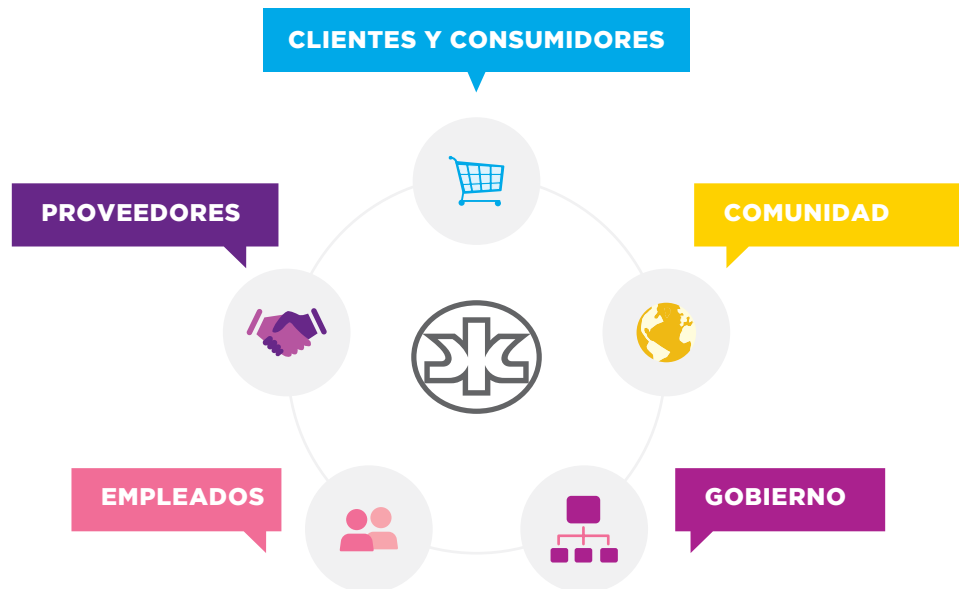 CLIENTES Y CONSUMIDORES
PROVEEDORES
COMUNIDAD
EMPLEADOS
GOBIERNO